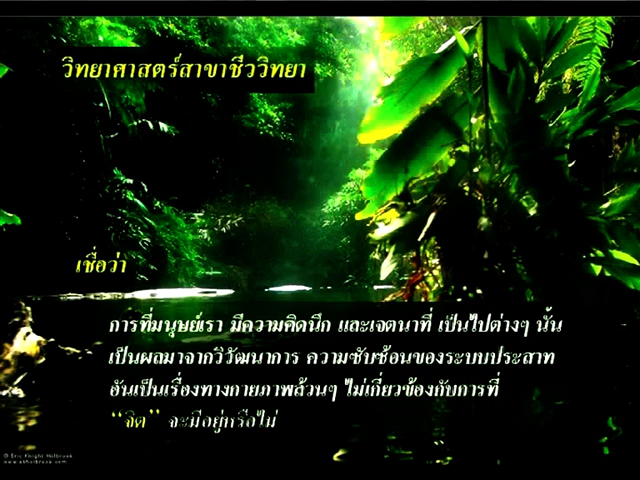 วิทยาศาสตร์สาขาชีววิทยา
เชื่อว่า
การที่มนุษย์เรา มีความคิดนึก และเจตนาที่ เป็นไปต่างๆ นั้น
เป็นผลมาจากวิวัฒนาการ ความซับซ้อนของระบบประสาท
อันเป็นเรื่องทางกายภาพล้วนๆ ไม่เกี่ยวข้องกับการที่
“จิต” จะมีอยู่หรือไม่
© Eric Knight Holbrook